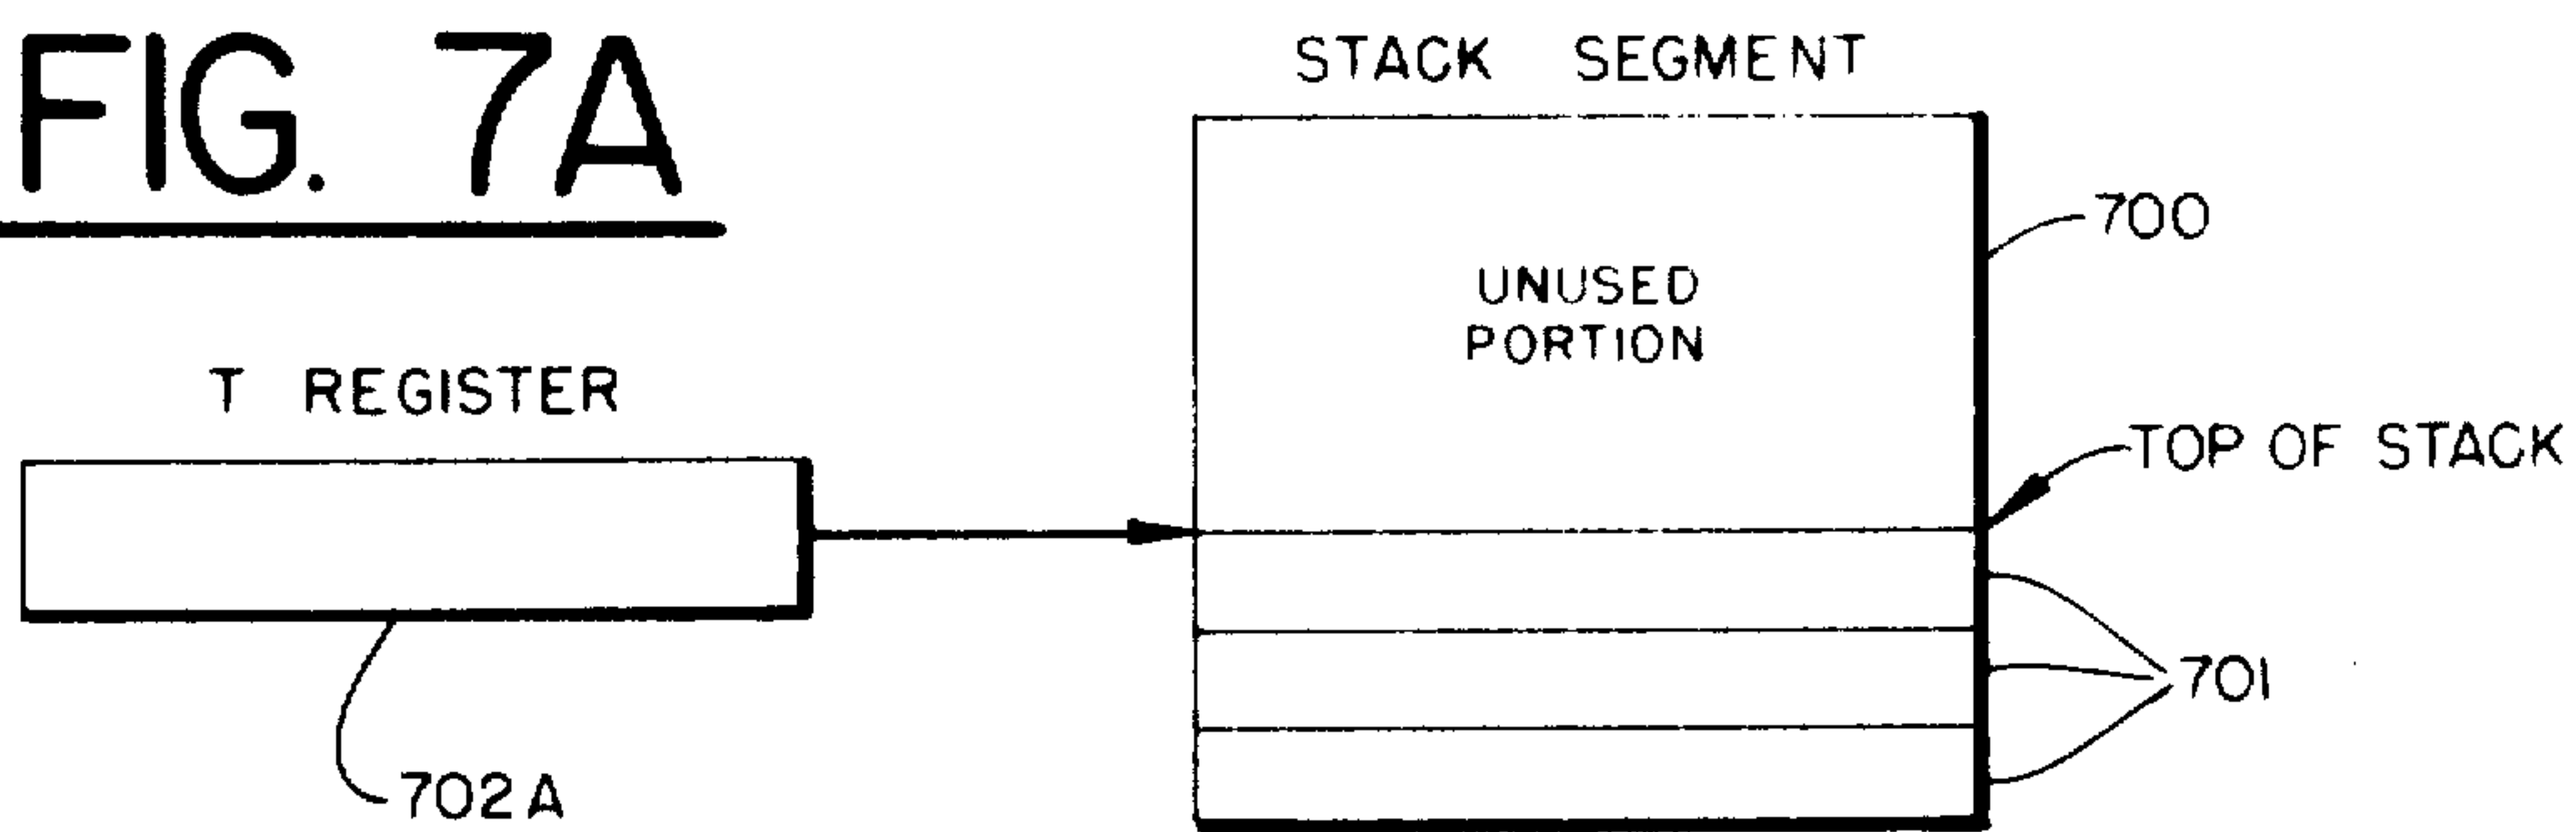 FIG. 7A
STACK SEGMENT
UNUSED
PORTION
700
T REGISTER
TOP OF STACK
701
702A